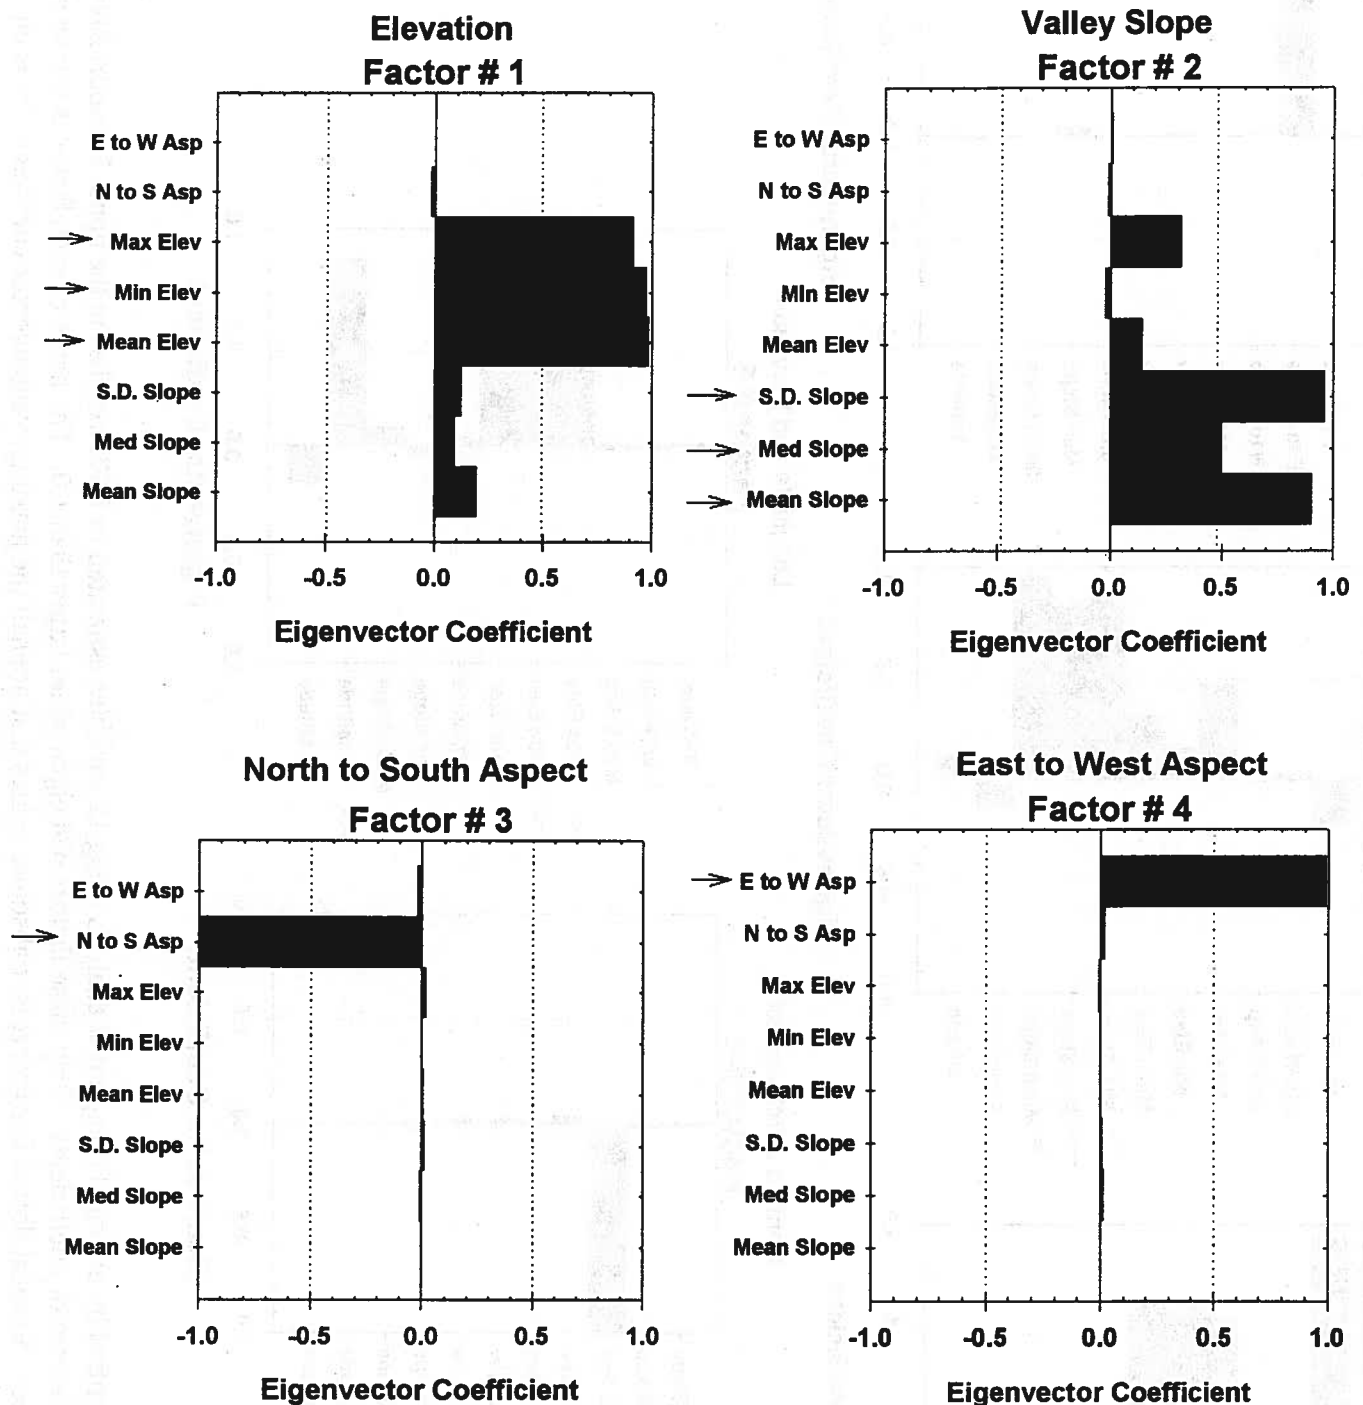 Elevation
Factor # 1
E to W Asp
N to S Asp
Max Elev
Min Elev
Mean Elev
S.D. Slope
Med Slope
Mean Slope
-1.0 -0.5 0.0 0.5 1.0
Eigenvector Coefficient
Valley Slope
Factor # 2
E to W Asp
N to S Asp
Max Elev
Min Elev
Mean Elev
S.D. Slope
Med Slope
Mean Slope
-1.0 -0.5 0.0 0.5 1.0
Eigenvector Coefficient
North to South Aspect
Factor # 3
E to W Asp
N to S Asp
Max Elev
Min Elev
Mean Elev
S.D. Slope
Med Slope
Mean Slope
-1.0 -0.5 0.0 0.5 1.0
Eigenvector Coefficient
East to West Aspect
Factor # 4
E to W Asp
N to S Asp
Max Elev
Min Elev
Mean Elev
S.D. Slope
Med Slope
Mean Slope
-1.0 -0.5 0.0 0.5 1.0
Eigenvector Coefficient